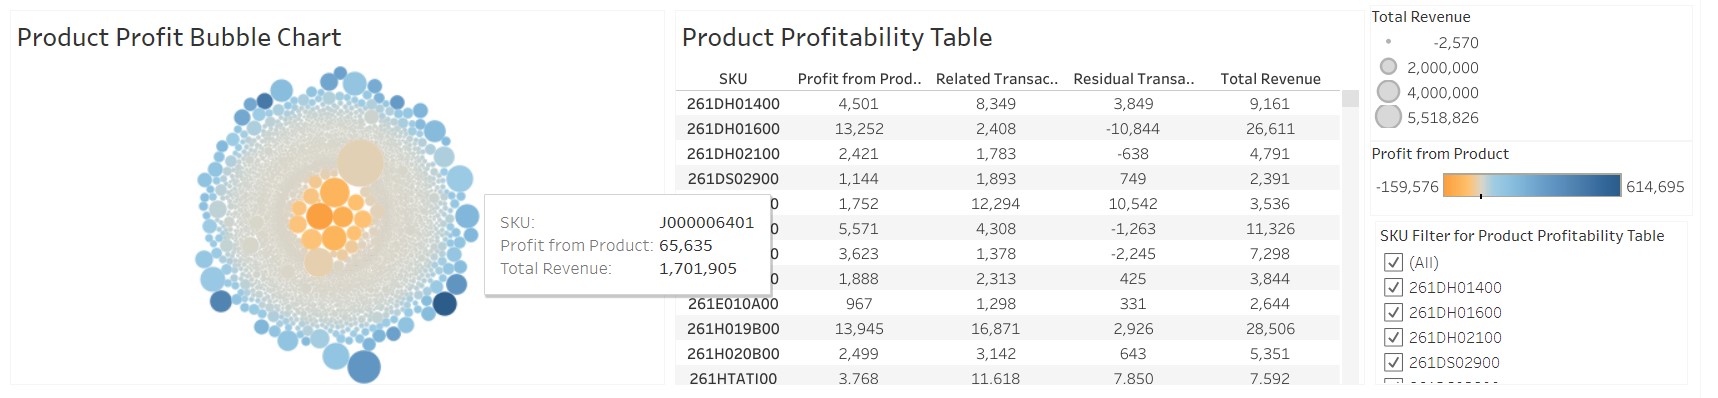 Product Profit Bubble Chart
SKU: J000006401
Profit from Product: 65,635
Total Revenue: 1,701,905
Product Profitability Table
SKU Profit from Prod.. Related Transac.. Residual Transa.. Total Revenue
261DH01400 4,501 8,349 3,849 9,161
261DH01600 13,252 2,408 -10,844 26,611
261DH02100 2,421 1,783 -638 4,791
261DS02900 1,144 1,893 749 2,391
0 1,752 12,294 10,542 3,536
0 5,571 4,308 -1,263 11,326
0 3,623 1,378 -2,245 7,298
0 1,888 2,313 425 3,844
261E010A00 967 1,298 331 2,644
261H019B00 13,945 16,871 2,926 28,506
261H020B00 2,499 3,142 643 5,351
261HTATI00 3,768 11,618 7,850 7,592
Total Revenue
-2,570
2,000,000
4,000,000
5,518,826
Profit from Product
-159,576 614,695
SKU Filter for Product Profitability Table
(All)
261DH01400
261DH01600
261DH02100
261DS02900